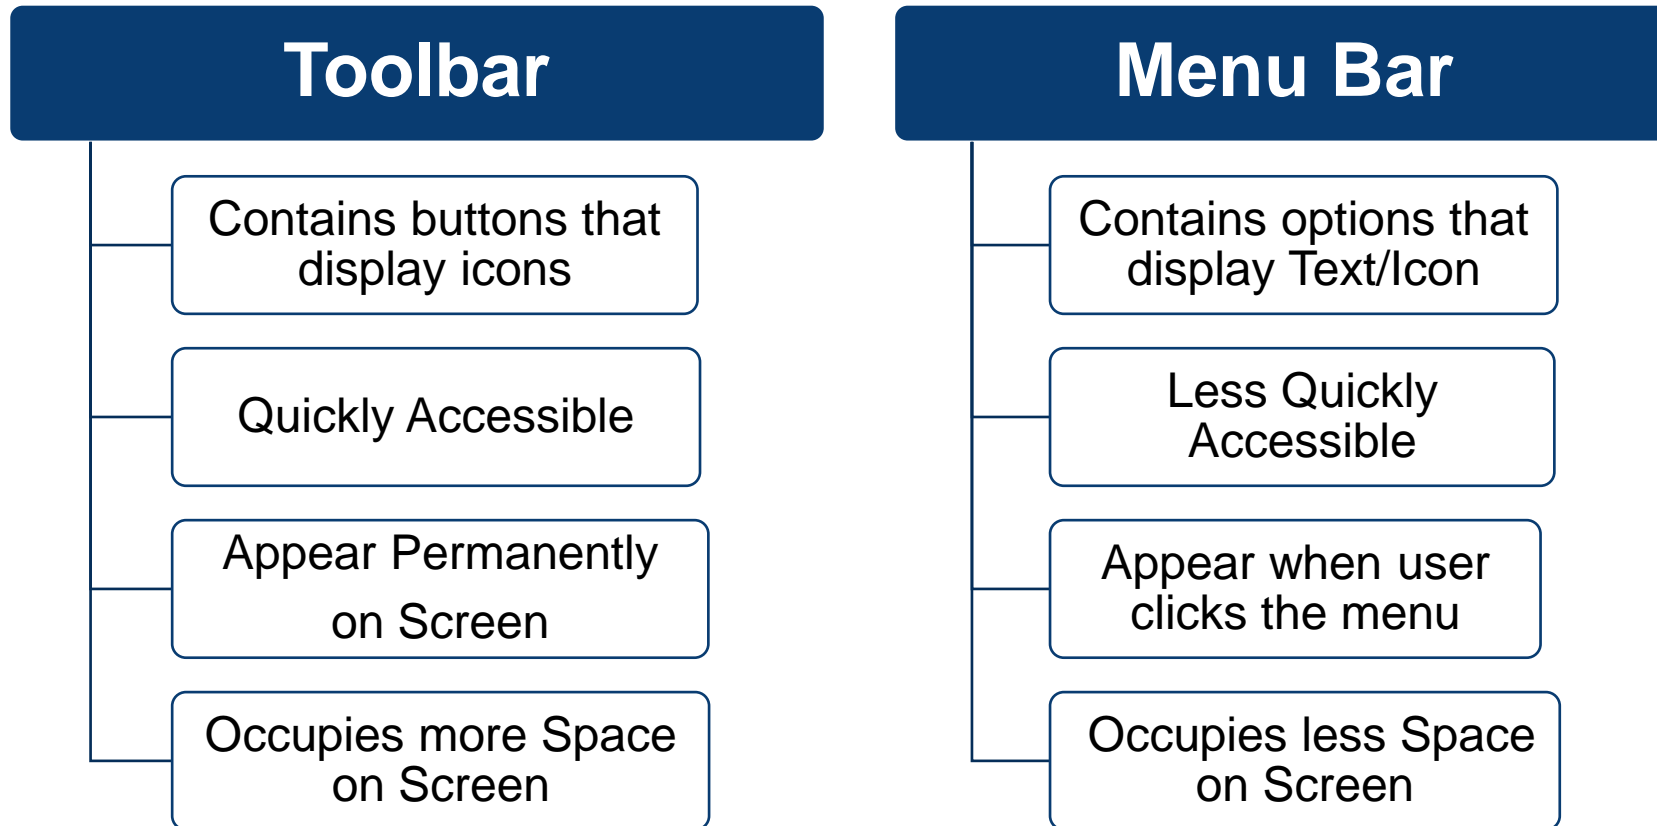 Toolbar
Contains buttons that
display icons
Quickly Accessible
Appear Permanently
on Screen
Occupies more Space
on Screen
Menu Bar
Contains options that
display Text/Icon
Less Quickly
Accessible
Appear when user
clicks the menu
Occupies less Space
on Screen